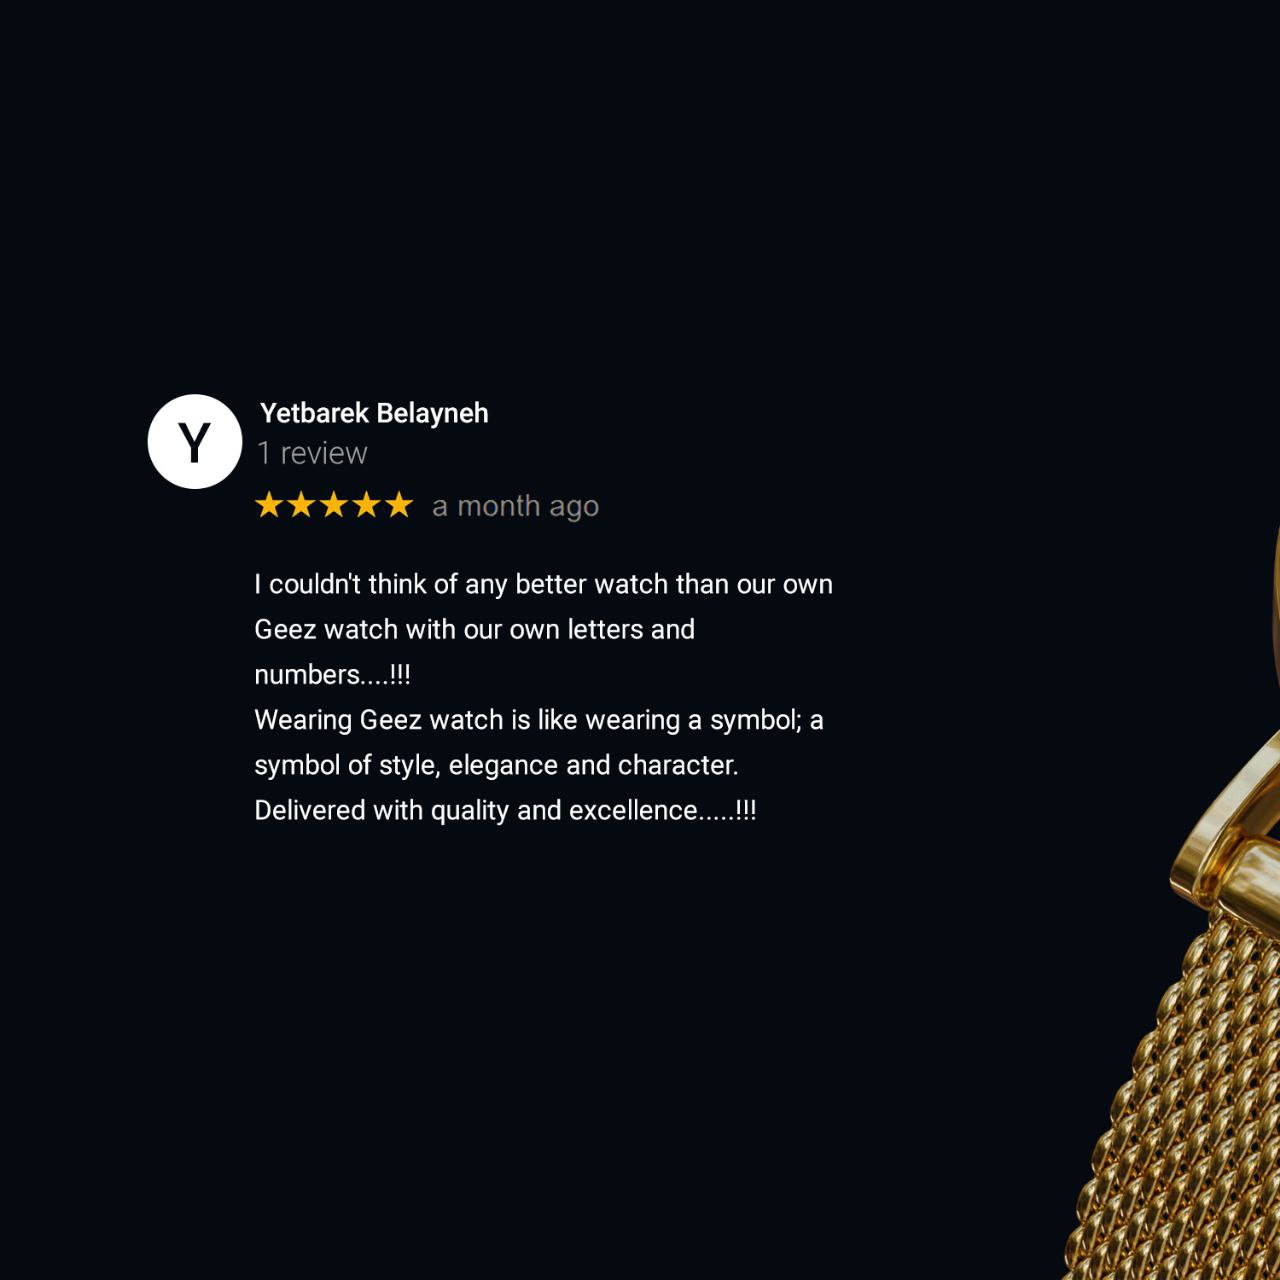 Y
Yetbarek Belayneh
1 review
★★★★★ a month ago
I couldn't think of any better watch than our own
Geez watch with our own letters and
numbers....!!!
Wearing Geez watch is like wearing a symbol; a
symbol of style, elegance and character.
Delivered with quality and excellence.....!!!